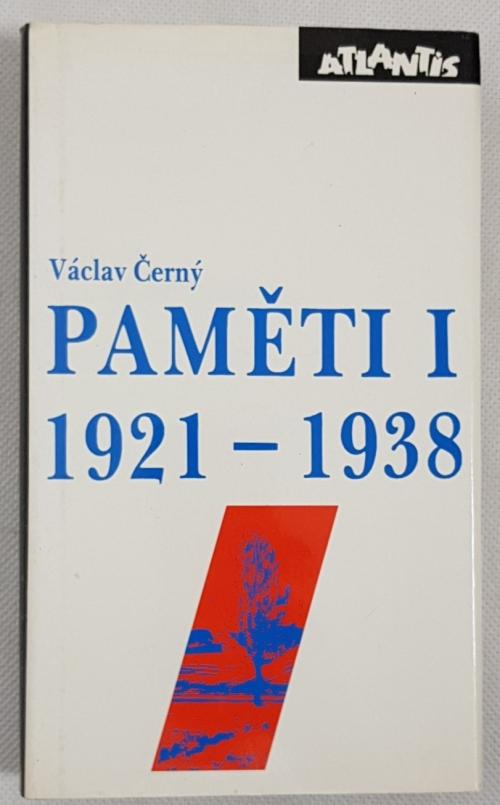 ATLANTIS
Václav Černý
PAMĚTI I
1921 – 1938